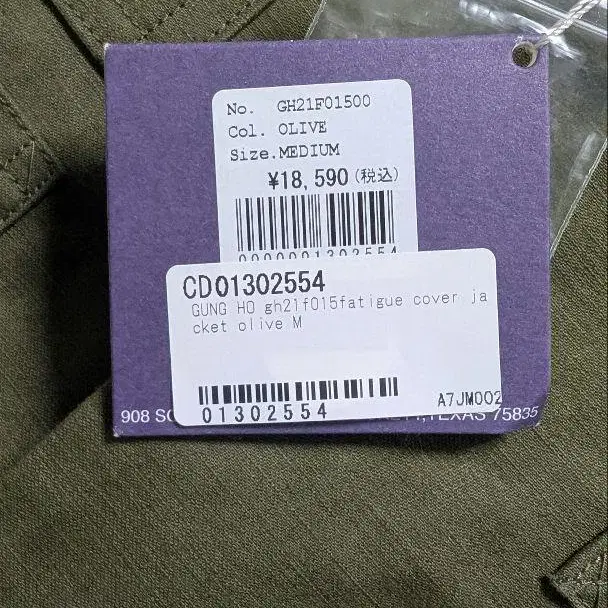 No. GH21F01500
Col. OLIVE
Size.MEDIUM
¥18,590(税込)
0000001302554
CD01302554
GUNG HO gh21f015fatigue cover ja
cket olive M
01302554
A7JM002
908 SO
,TEXAS 75835